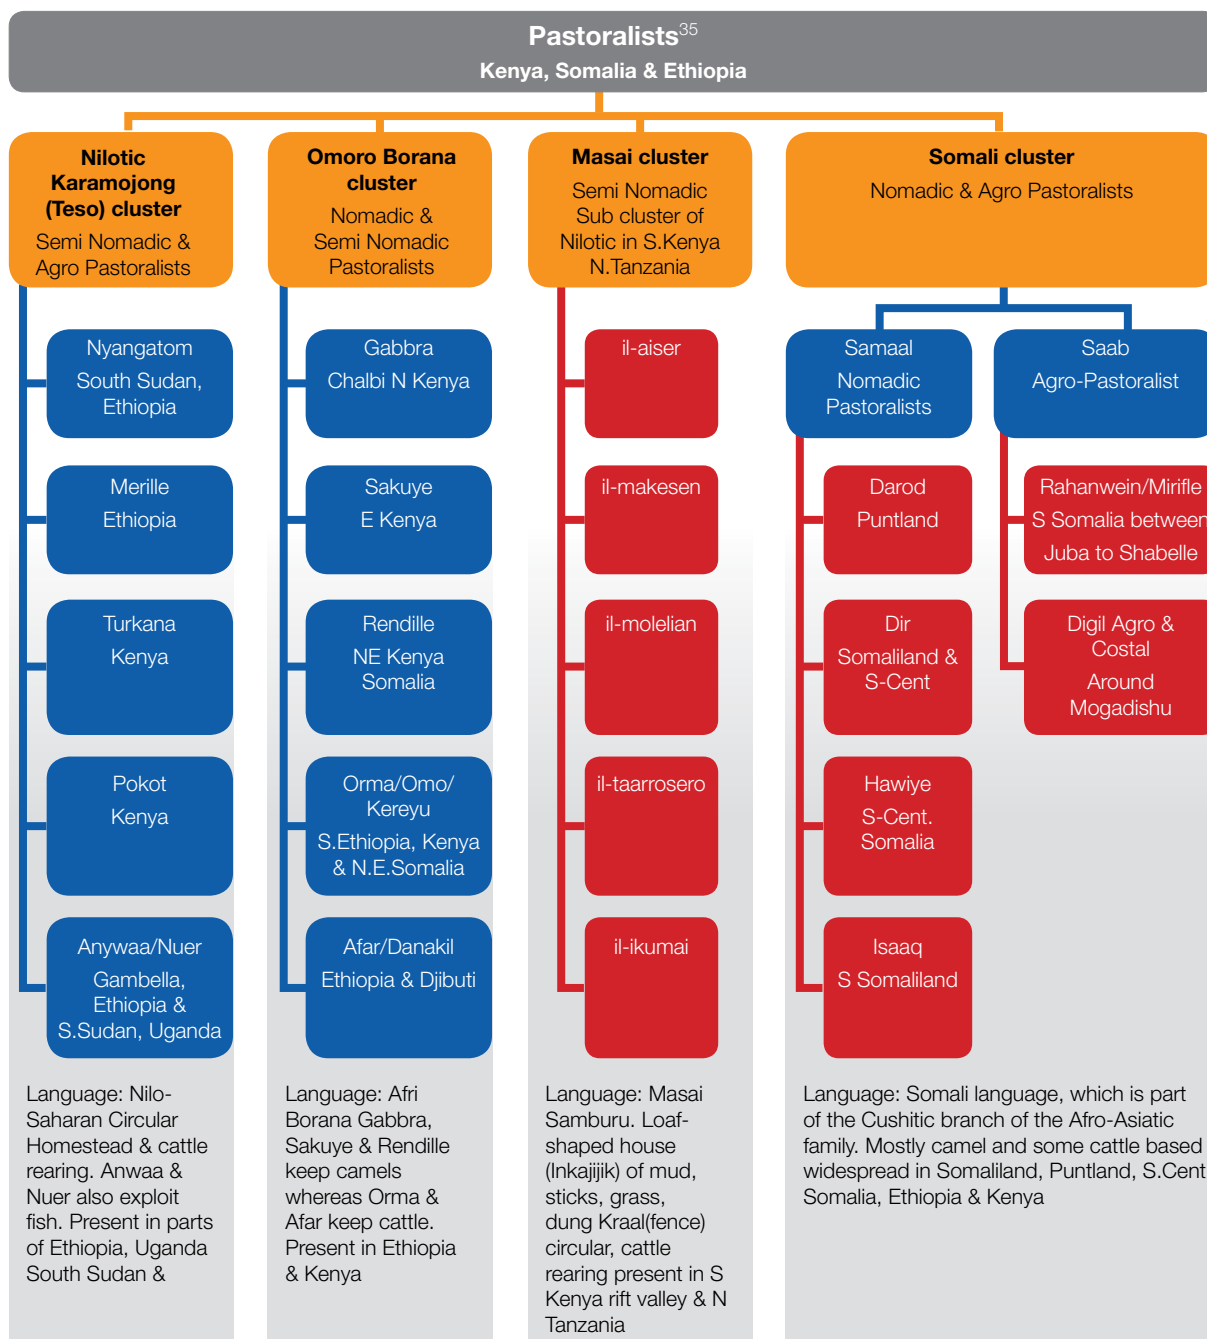 Pastoralists35
Kenya, Somalia & Ethiopia
Nilotic
Karamojong
(Teso) cluster
Semi Nomadic &
Agro Pastoralists
Nyangatom
South Sudan,
Ethiopia
Merille
Ethiopia
Turkana
Kenya
Pokot
Kenya
Anywaa/Nuer
Gambella,
Ethiopia &
S.Sudan, Uganda
Language: Nilo-
Saharan Circular
Homestead & cattle
rearing. Anwaa &
Nuer also exploit
fish. Present in parts
of Ethiopia, Uganda
South Sudan &
Omoro Borana
cluster
Nomadic &
Semi Nomadic
Pastoralists
Gabbra
Chalbi N Kenya
Sakuye
E Kenya
Rendille
NE Kenya
Somalia
Orma/Omo/
Kereyu
S.Ethiopia, Kenya
& N.E.Somalia
Afar/Danakil
Ethiopia & Djibuti
Language: Afri
Borana Gabbra,
Sakuye & Rendille
keep camels
whereas Orma &
Afar keep cattle.
Present in Ethiopia
& Kenya
Masai cluster
Semi Nomadic
Sub cluster of
Nilotic in S.Kenya
N.Tanzania
il-aiser
il-makesen
il-molelian
il-taarrosero
il-ikumai
Language: Masai
Samburu. Loaf-
shaped house
(Inkajijik) of mud,
sticks, grass,
dung Kraal(fence)
circular, cattle
rearing present in S
Kenya rift valley & N
Tanzania
Somali cluster
Nomadic & Agro Pastoralists
Samaal
Nomadic
Pastoralists
Darod
Puntland
Dir
Somaliland &
S-Cent
Hawiye
S-Cent.
Somalia
Isaaq
S Somaliland
Saab
Agro-Pastoralist
Rahanwein/Mirifle
S Somalia between
Juba to Shabelle
Digil Agro &
Costal
Around
Mogadishu
Language: Somali language, which is part
of the Cushitic branch of the Afro-Asiatic
family. Mostly camel and some cattle based
widespread in Somaliland, Puntland, S.Cent
Somalia, Ethiopia & Kenya